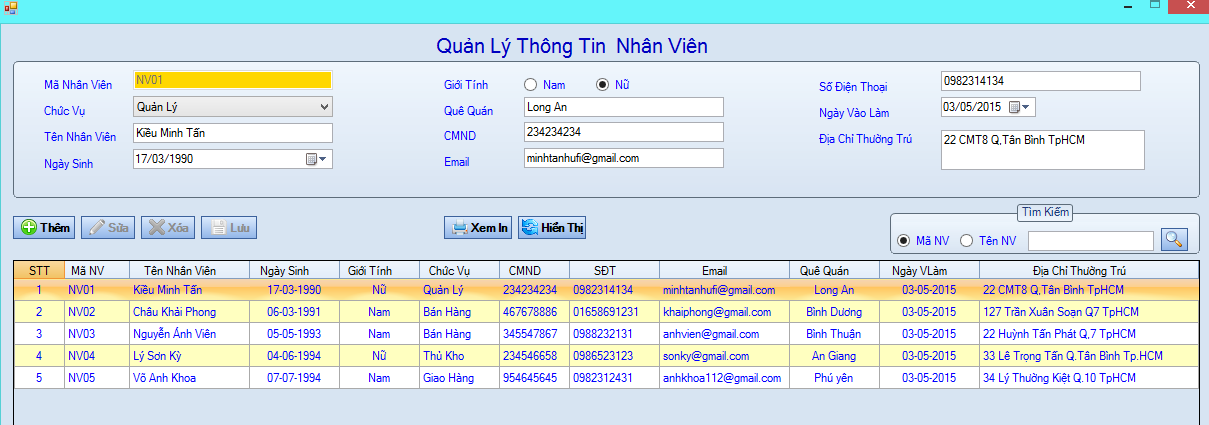 Quản Lý Thông Tin Nhân Viên
Mã Nhân Viên NV01 Giới Tính Nam Nữ Số Điện Thoại 0982314134
Chức Vụ Quản Lý Quê Quán Long An Ngày Vào Làm 03/05/2015
Tên Nhân Viên Kiều Minh Tấn CMND 234234234 Địa Chỉ Thường Trú 22 CMT8 Q,Tân Bình TpHCM
Ngày Sinh 17/03/1990 Email minhtanhufi@gmail.com
Thêm Sửa Xóa Lưu Xem In Hiển Thị
Tìm Kiếm
Mã NV Tên NV
STT Mã NV Tên Nhân Viên Ngày Sinh Giới Tính Chức Vụ CMND SĐT Email Quê Quán Ngày VLàm Địa Chỉ Thường Trú
1 NV01 Kiều Minh Tấn 17-03-1990 Nữ Quản Lý 234234234 0982314134 minhtanhufi@gmail.com Long An 03-05-2015 22 CMT8 Q,Tân Bình TpHCM
2 NV02 Châu Khải Phong 06-03-1991 Nam Bán Hàng 467678886 01658691231 khaiphong@gmail.com Bình Dương 03-05-2015 127 Trần Xuân Soạn Q7 TpHCM
3 NV03 Nguyễn Ánh Viên 05-05-1993 Nam Bán Hàng 345547867 0988232131 anhvien@gmail.com Bình Thuận 03-05-2015 22 Huỳnh Tấn Phát Q,7 TpHCM
4 NV04 Lý Sơn Kỳ 04-06-1994 Nữ Thủ Kho 234546658 0986523123 sonky@gmail.com An Giang 03-05-2015 33 Lê Trọng Tấn Q.Tân Bình Tp.HCM
5 NV05 Võ Anh Khoa 07-07-1994 Nam Giao Hàng 954645645 0982312431 anhkhoa112@gmail.com Phú yên 03-05-2015 34 Lý Thường Kiệt Q.10 TpHCM